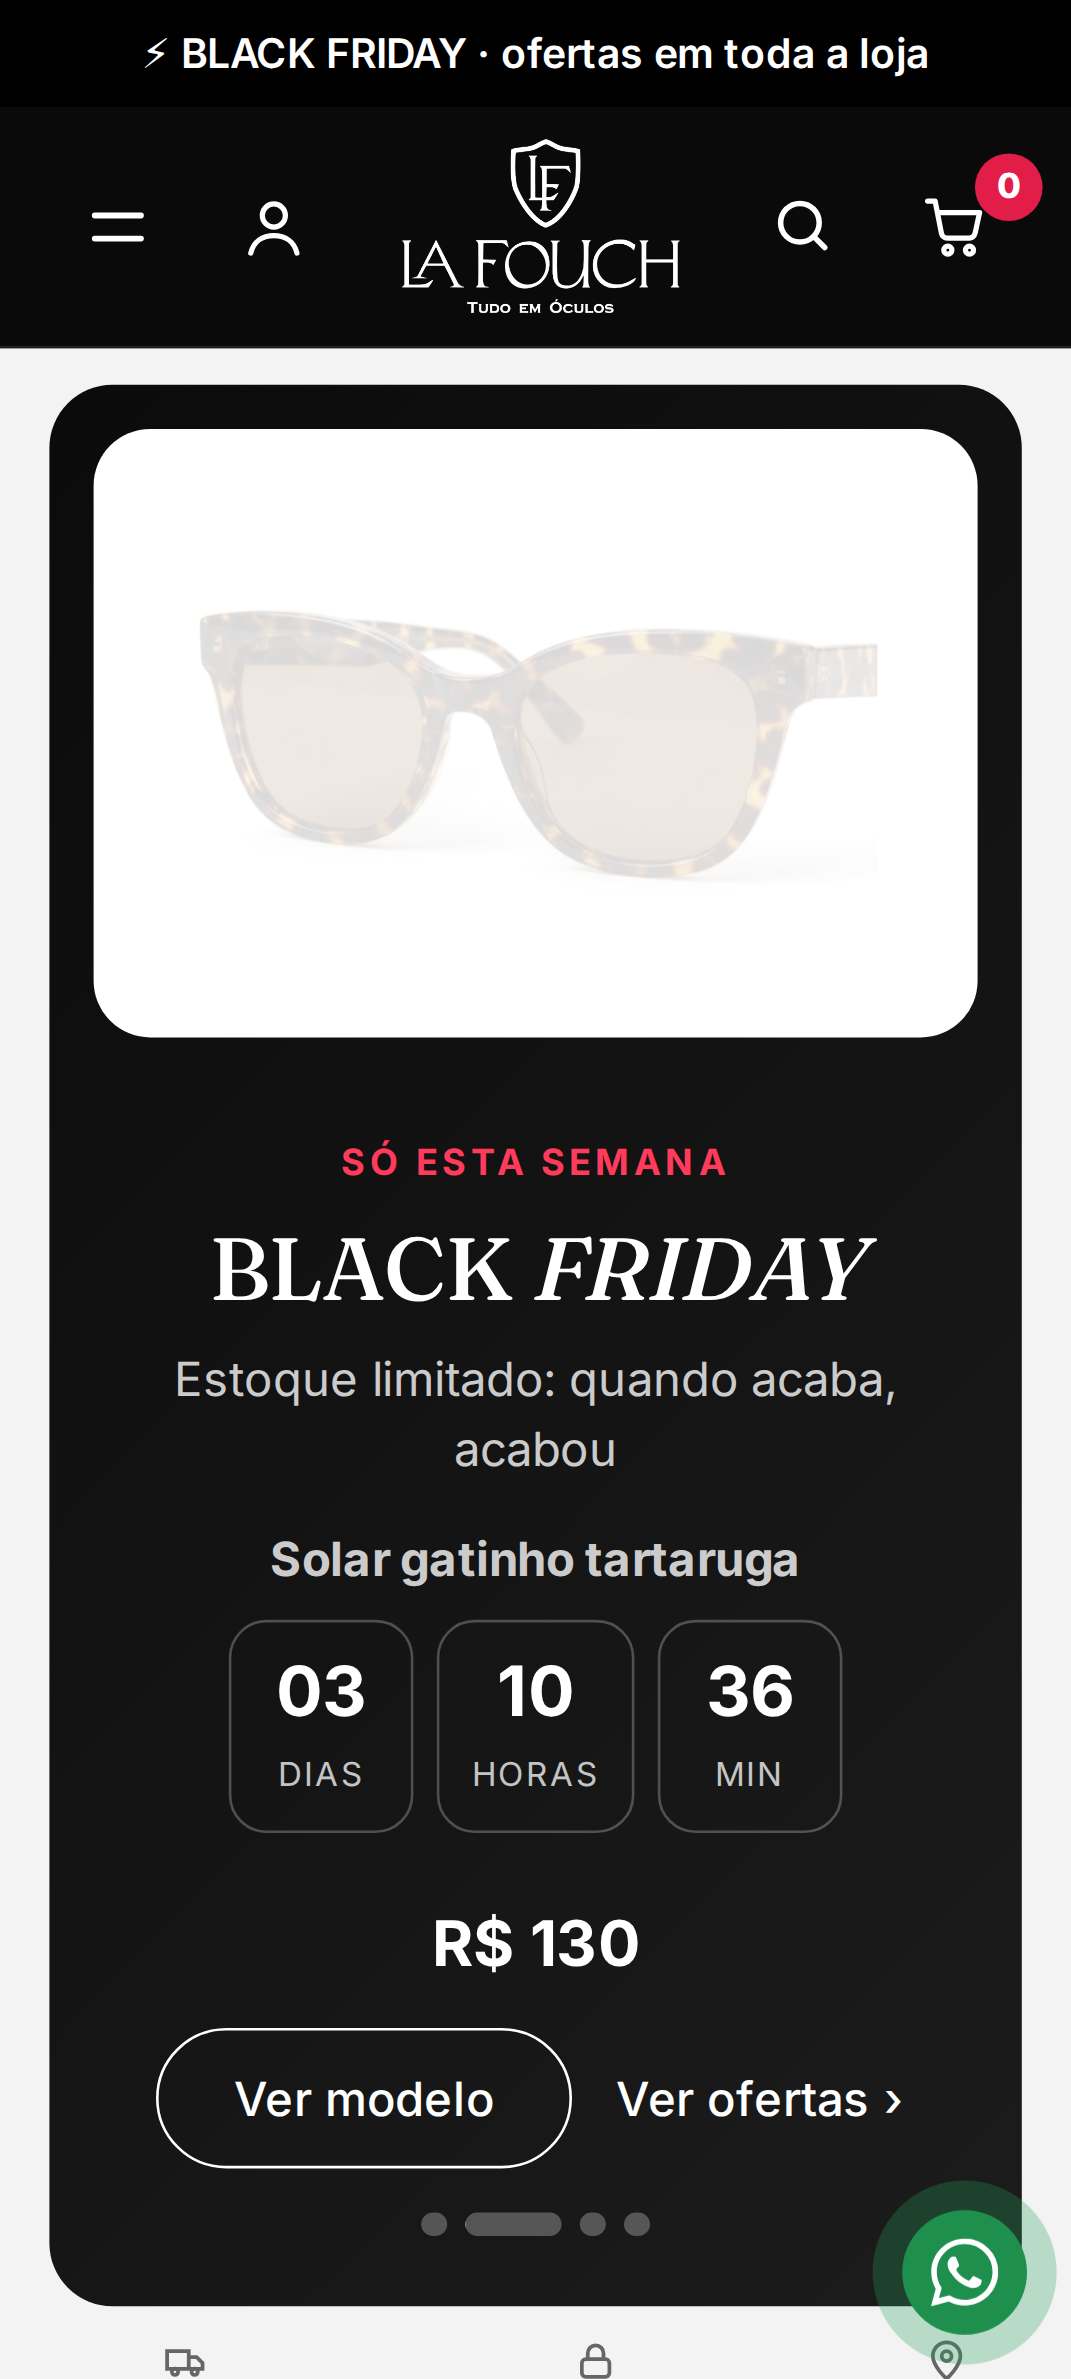 ⚡ BLACK FRIDAY · ofertas em toda a loja
0
LF
LA FOUCH
TUDO EM ÓCULOS
SÓ ESTA SEMANA
BLACK FRIDAY
Estoque limitado: quando acaba,
acabou
Solar gatinho tartaruga
03 10 36
DIAS HORAS MIN
R$ 130
Ver modelo Ver ofertas ›